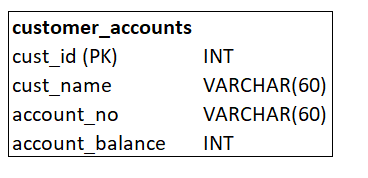 customer_accounts
cust_id (PK) INT
cust_name VARCHAR(60)
account_no VARCHAR(60)
account_balance INT